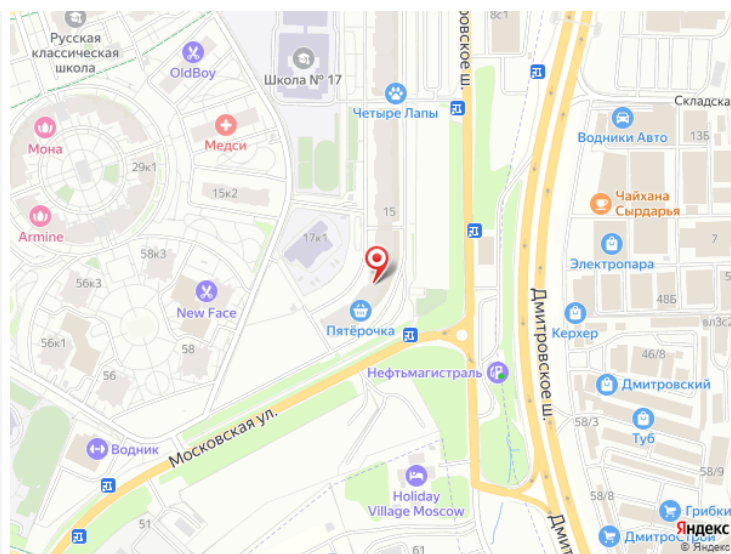 Русская
классическая
школа
OldBoy
Школа № 17
8с1
Дмитровское ш.
Складска
Четыре Лапы
Мона
Медси
Водники Авто
13Б
29к1
15к2
Чайхана
Сырдарья
Armine
17к1
15
58к3
7
Электропара
56к3
New Face
48Б
Пятёрочка
Дмитровское ш.
Керхер
вл3с2
56к1
58
46/8
56
Нефтьмагистраль
Дмитровский
Московская ул.
58/3
Туб
Водник
58/9
Holiday
Village Moscow
58/8
Грибки
51
Дм
Яндекс
ДмитроСтрой
61
© Яндекс